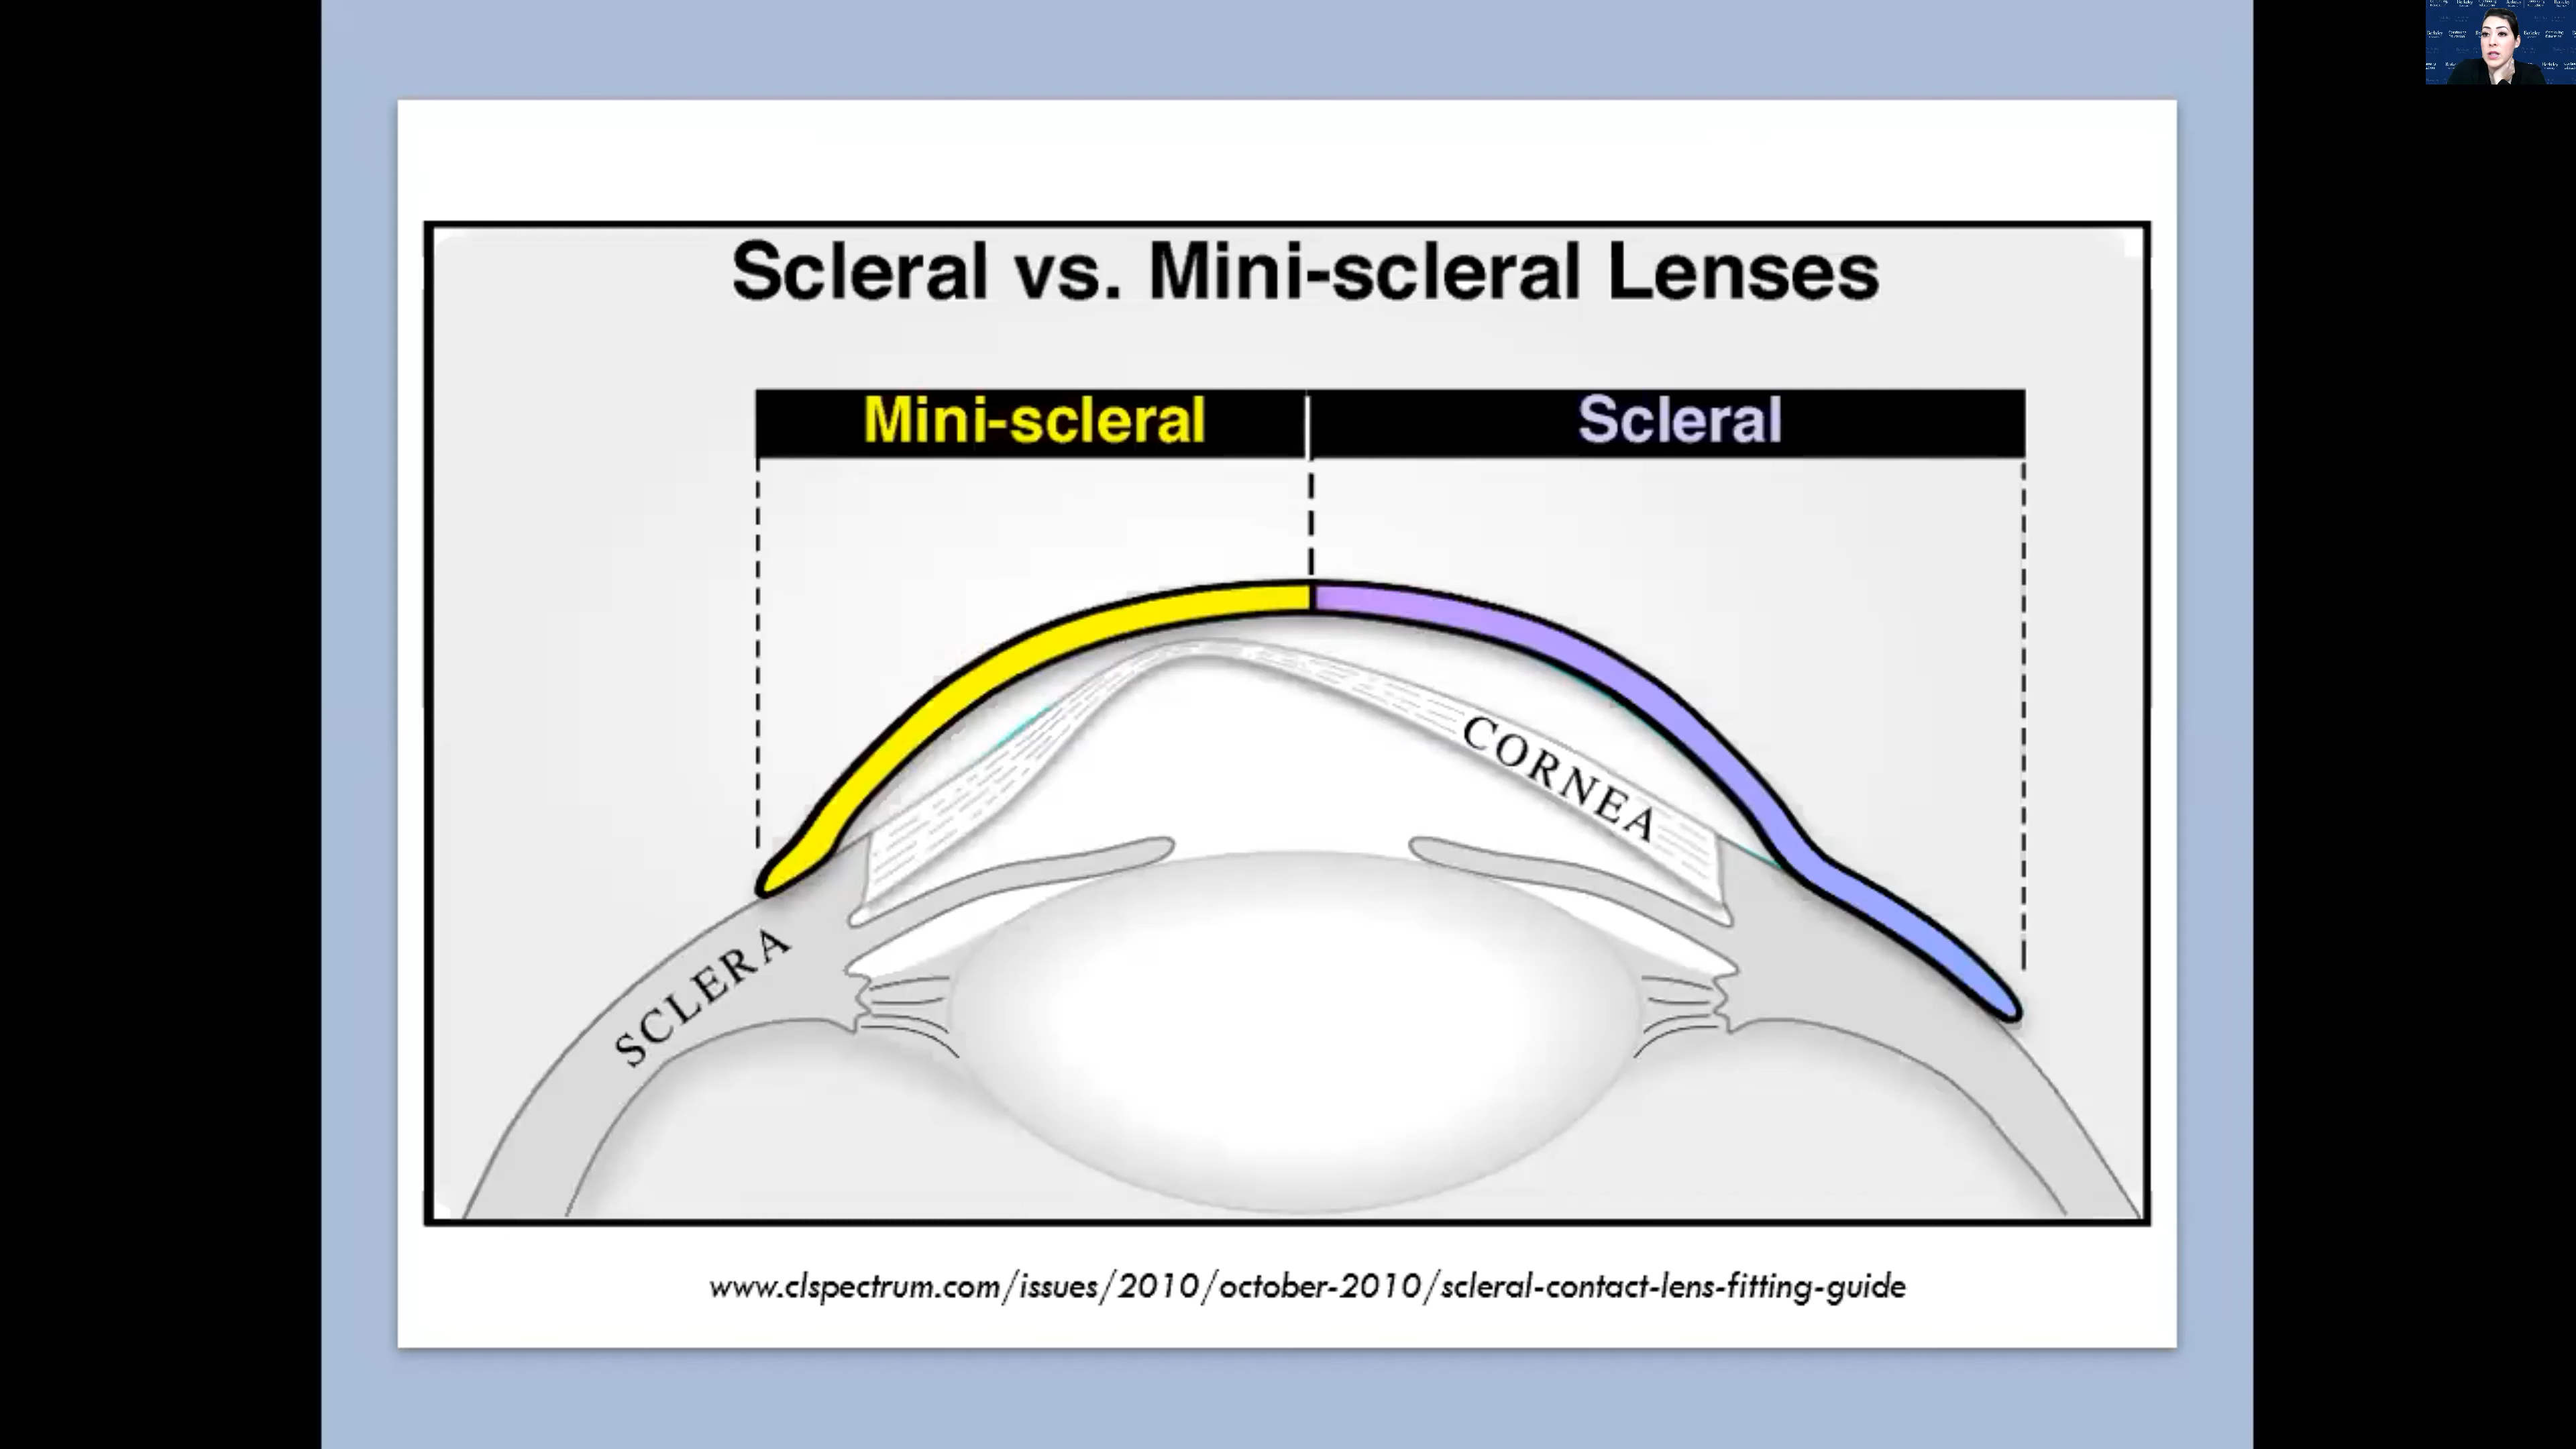 Scleral vs. Mini-scleral Lenses
Mini-scleral
Scleral
CORNEA
SCLERA
www.clspectrum.com/issues/2010/october-2010/scleral-contact-lens-fitting-guide